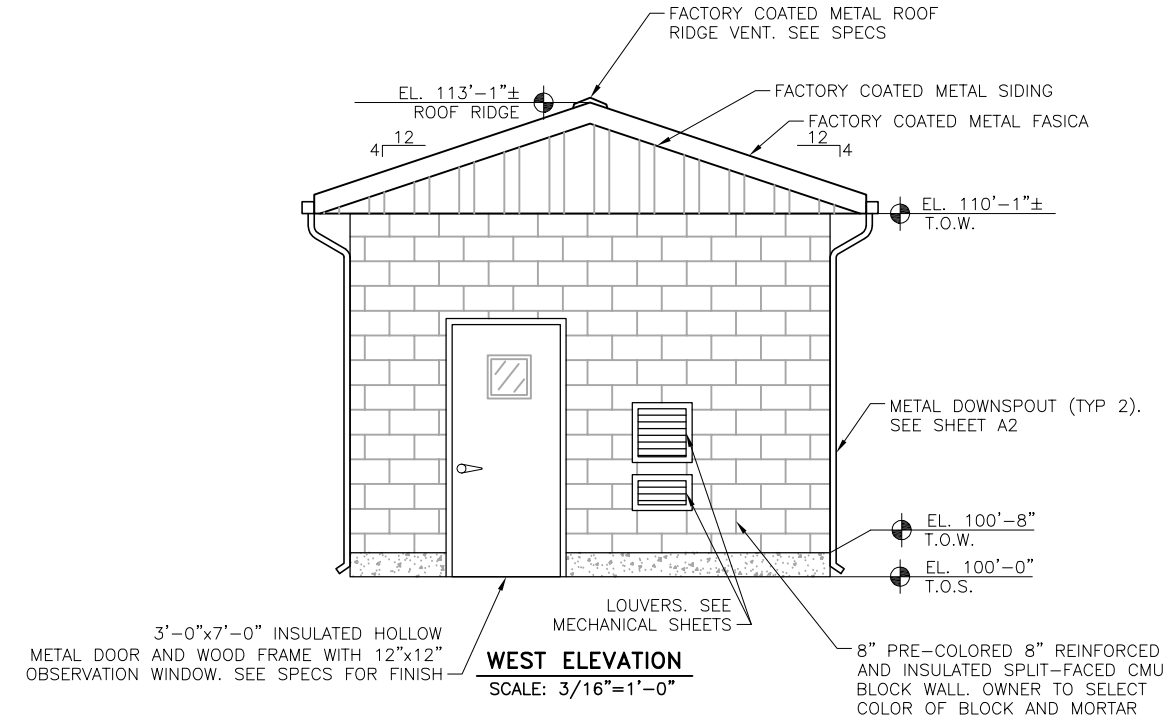 FACTORY COATED METAL ROOF
RIDGE VENT. SEE SPECS
EL. 113'-1"±
ROOF RIDGE
FACTORY COATED METAL SIDING
FACTORY COATED METAL FASICA
12
4
12
4
EL. 110'-1"±
T.O.W.
METAL DOWNSPOUT (TYP 2).
SEE SHEET A2
EL. 100'-8"
T.O.W.
EL. 100'-0"
T.O.S.
LOUVERS. SEE
MECHANICAL SHEETS
3'-0"x7'-0" INSULATED HOLLOW
METAL DOOR AND WOOD FRAME WITH 12"x12"
OBSERVATION WINDOW. SEE SPECS FOR FINISH
WEST ELEVATION
SCALE: 3/16"=1'-0"
8" PRE-COLORED 8" REINFORCED
AND INSULATED SPLIT-FACED CMU
BLOCK WALL. OWNER TO SELECT
COLOR OF BLOCK AND MORTAR